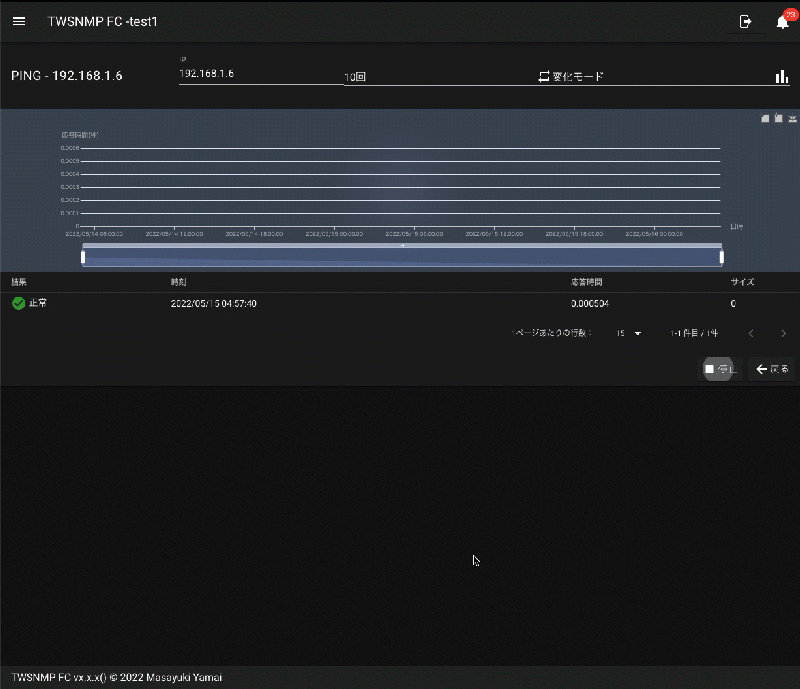 TWSNMP FC -test1
23
PING - 192.168.1.6
IP
192.168.1.6
10回
変化モード
応答時間(秒)
0.0006
0.0005
0.0004
0.0003
0.0002
0.0001
0
2022/05/14 06:00:00 2022/05/14 12:00:00 2022/05/14 18:00:00 2022/05/15 00:00:00 2022/05/15 06:00:00 2022/05/15 12:00:00 2022/05/15 18:00:00 2022/05/16 00:00:00
日時
結果 時刻 応答時間 サイズ
正常 2022/05/15 04:57:40 0.000504 0
1ページあたりの行数： 15 1-1 件目 / 1件
停止 戻る
TWSNMP FC vx.x.x() © 2022 Masayuki Yamai